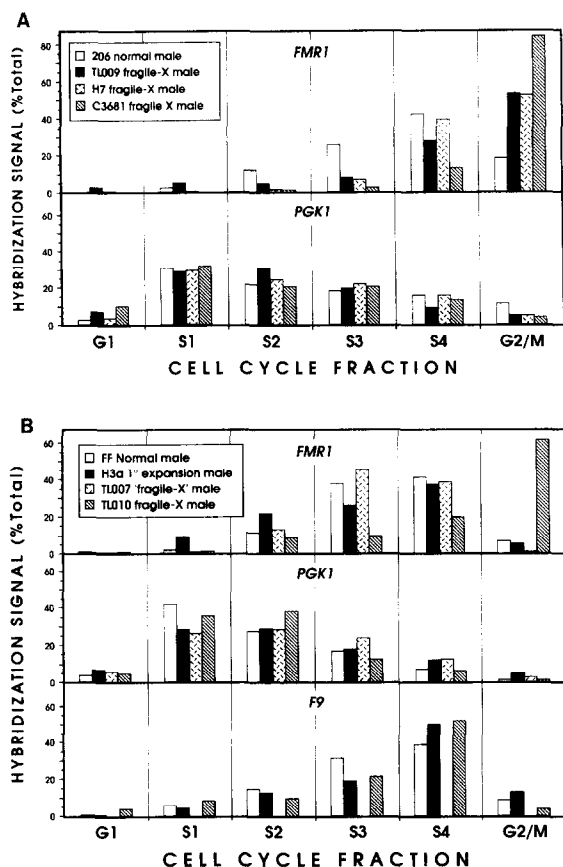 A
FMR1
206 normal male
TL009 fragile-X male
H7 fragile-X male
C3681 fragile X male
80
60
40
20
0
PGK1
40
20
0
HYBRIDIZATION SIGNAL (%Total)
G1 S1 S2 S3 S4 G2/M
CELL CYCLE FRACTION
B
FMR1
FF Normal male
H3a 1° expansion male
TL007 'fragile-X' male
TL010 fragile-X male
60
40
20
0
PGK1
40
20
0
F9
40
20
0
HYBRIDIZATION SIGNAL (%Total)
G1 S1 S2 S3 S4 G2/M
CELL CYCLE FRACTION